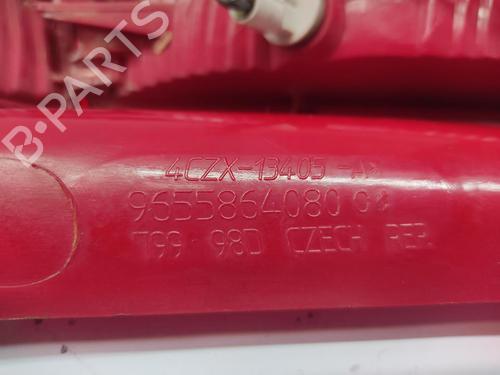 B-PARTS
4CZX-13405-A
9655864080
T99 98D CZECH REP.